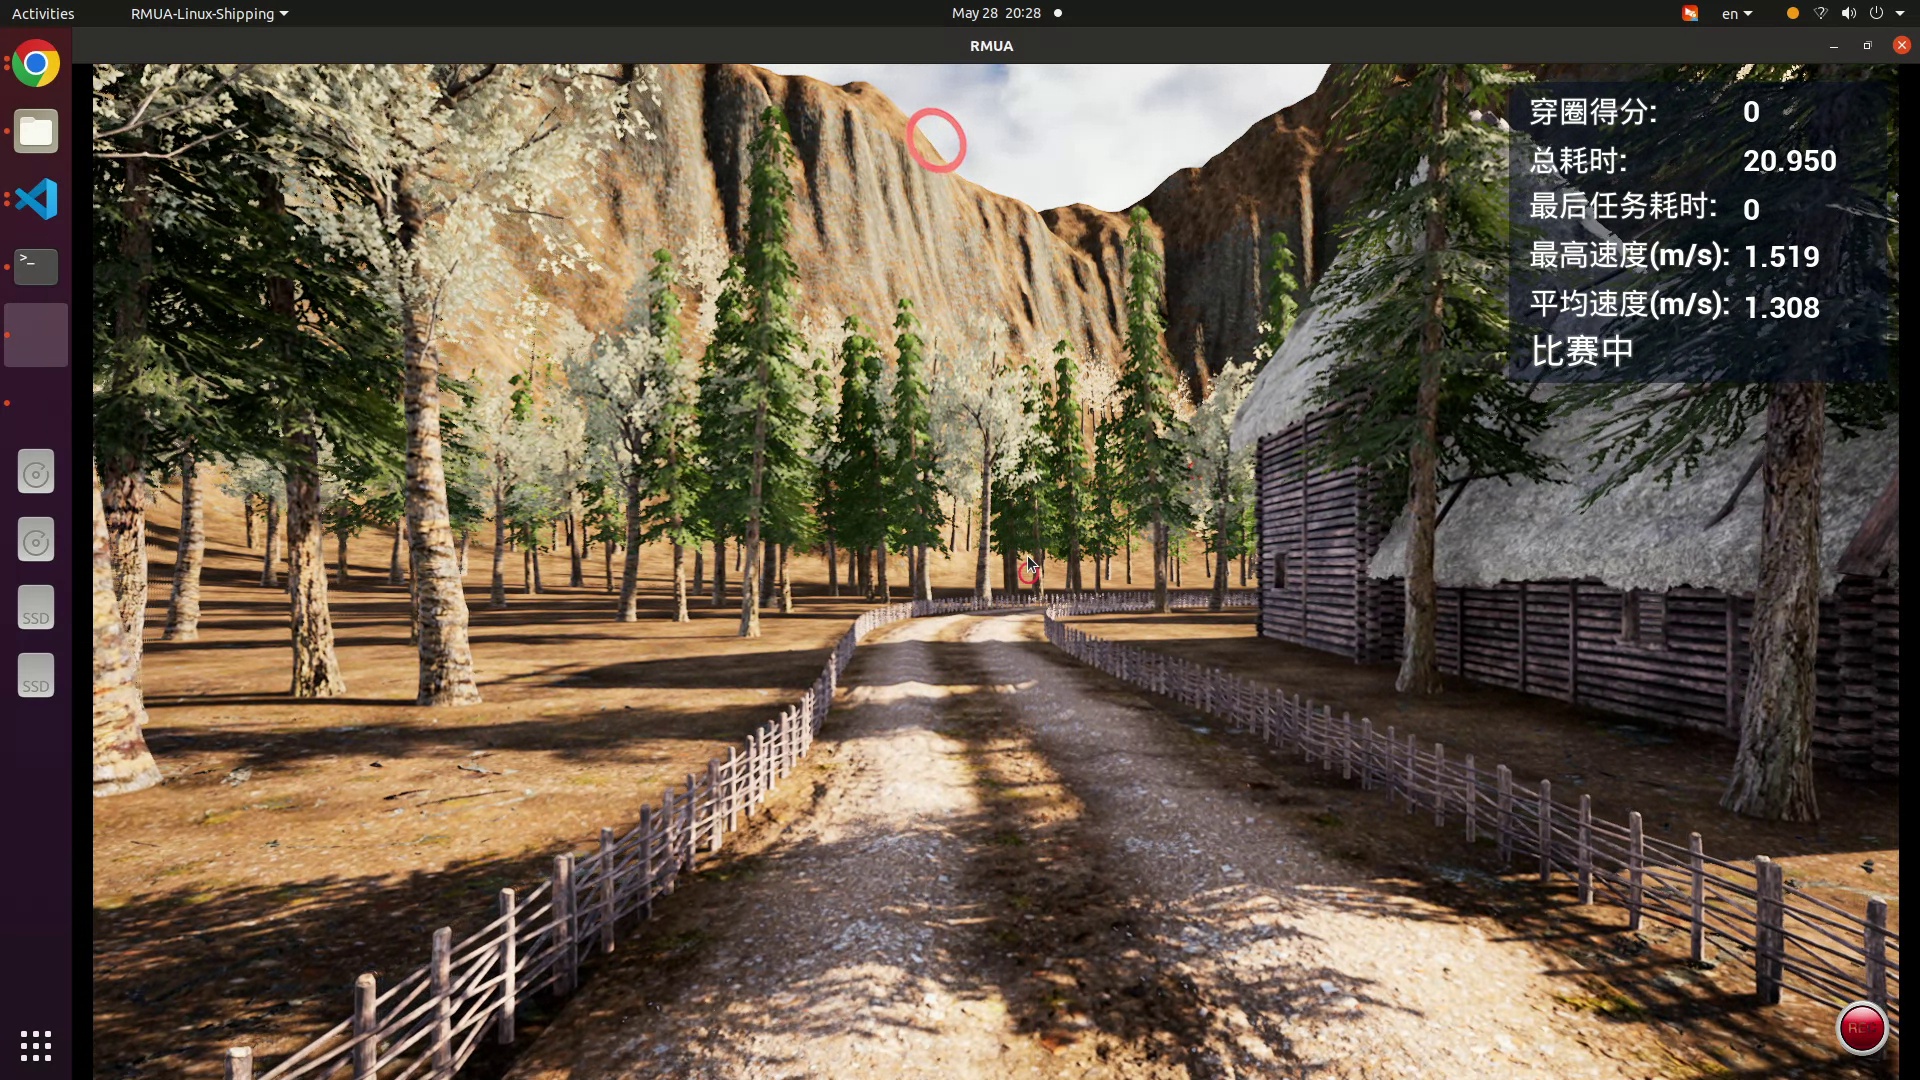 Activities
RMUA-Linux-Shipping
May 28 20:28
en
RMUA
穿圈得分: 0
总耗时: 20.950
最后任务耗时: 0
最高速度(m/s): 1.519
平均速度(m/s): 1.308
比赛中
>_
SSD
SSD